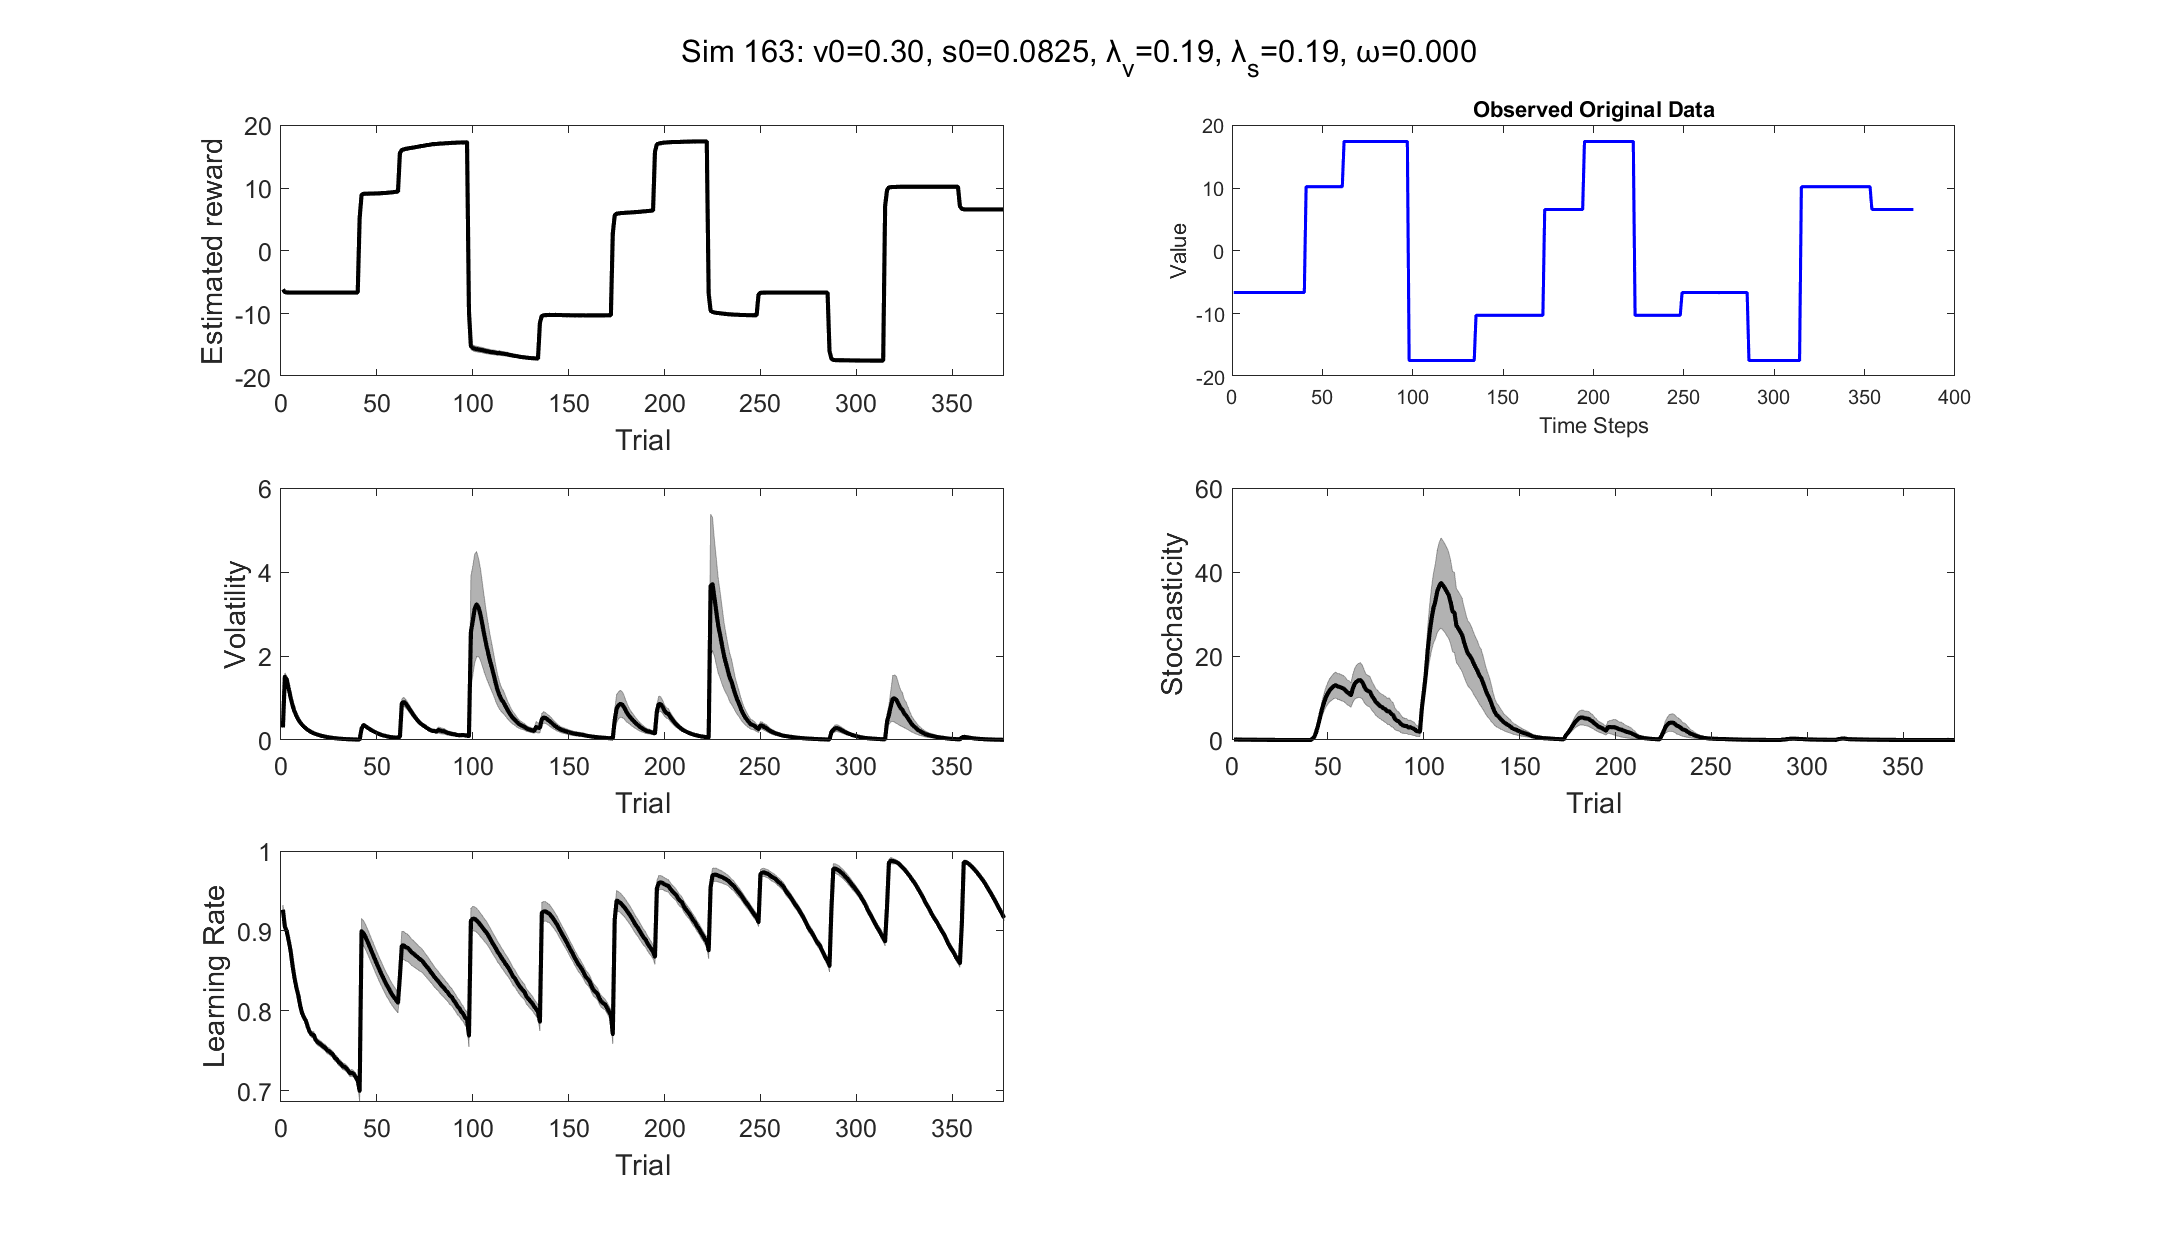 Sim 163: v0=0.30, s0=0.0825, λv=0.19, λs=0.19, ω=0.000
Estimated reward
20
10
0
-10
-20
0 50 100 150 200 250 300 350
Trial
Observed Original Data
Value
20
10
0
-10
-20
0 50 100 150 200 250 300 350 400
Time Steps
Volatility
6
4
2
0
0 50 100 150 200 250 300 350
Trial
Stochasticity
60
40
20
0
0 50 100 150 200 250 300 350
Trial
Learning Rate
1
0.9
0.8
0.7
0 50 100 150 200 250 300 350
Trial